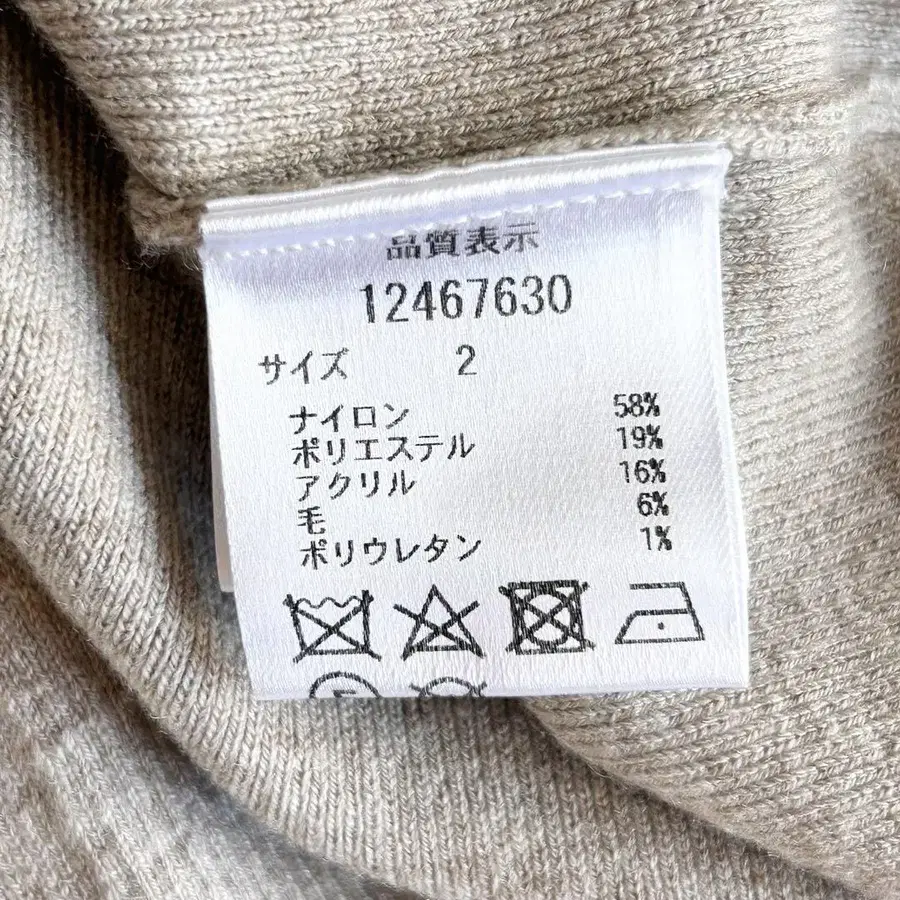 品質表示
12467630
サイズ 2
ナイロン 58%
ポリエステル 19%
アクリル 16%
毛 6%
ポリウレタン 1%